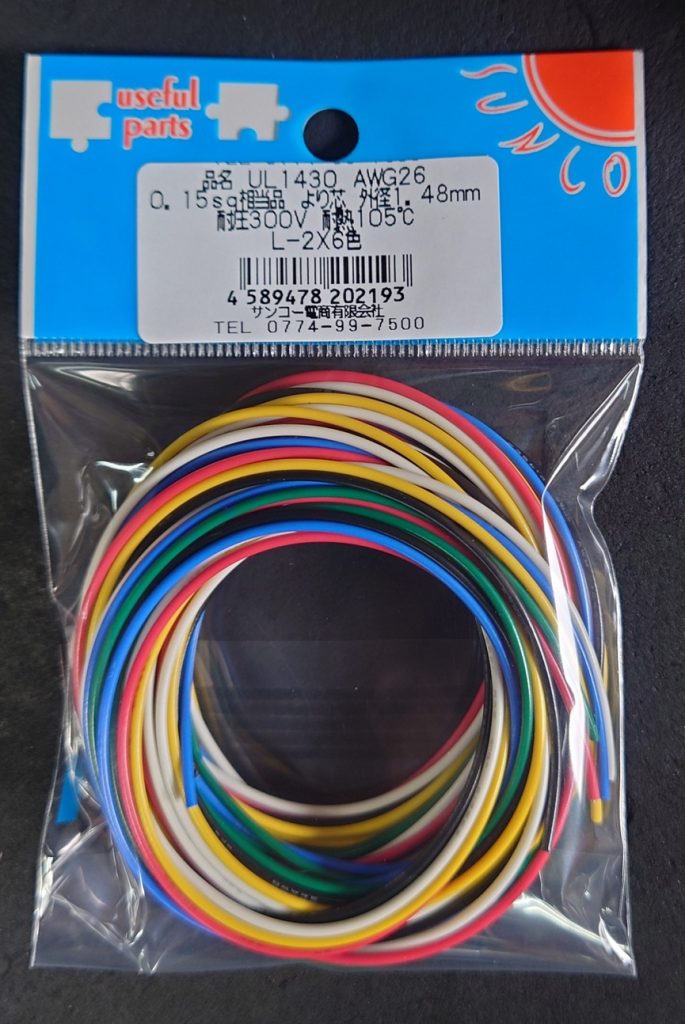 useful
parts
SUNCO
品名 UL1430 AWG26
0.15sq相当品 より芯 外径1.48mm
耐圧300V 耐熱105℃
L-2X6色
4 589478 202193
サンコー電商有限会社
TEL 0774-99-7500